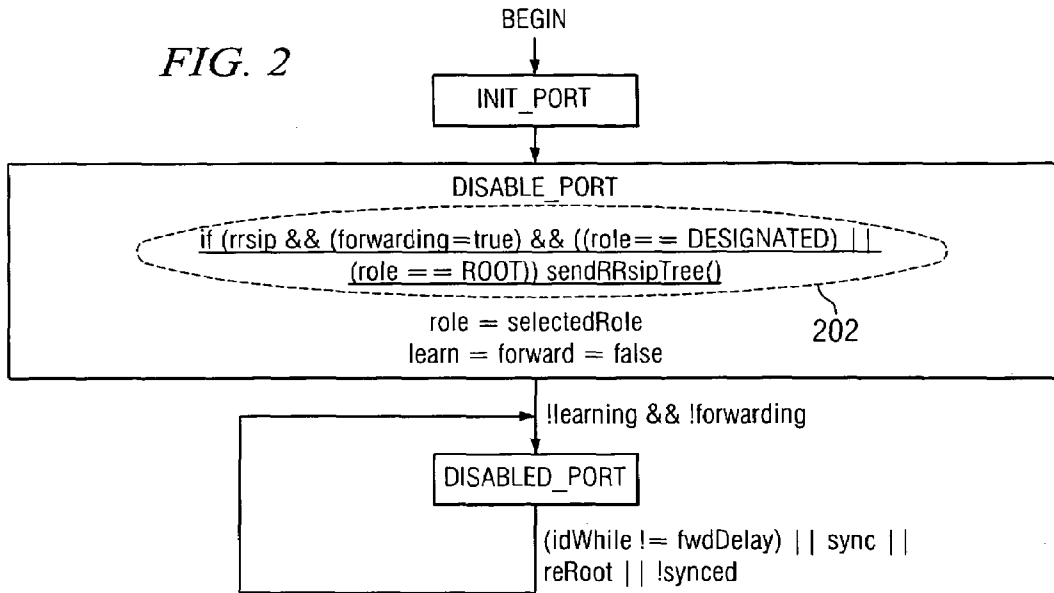 BEGIN
FIG. 2
INIT_PORT
DISABLE_PORT
if (rrsip && (forwarding=true) && ((role== DESIGNATED) ||
(role == ROOT)) sendRRsipTree()
202
role = selectedRole
learn = forward = false
!learning && !forwarding
DISABLED_PORT
(idWhile != fwdDelay) || sync ||
reRoot || !synced